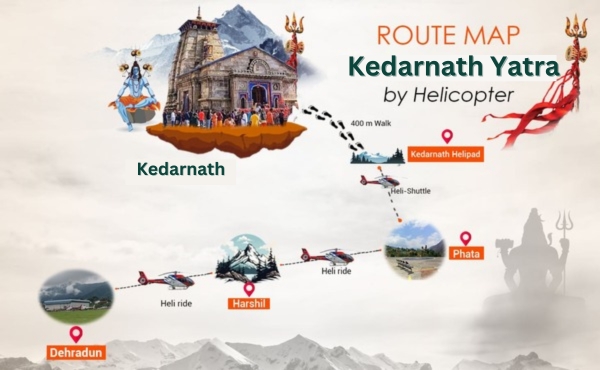 ROUTE MAP
Kedarnath Yatra
by Helicopter
400 m Walk
Kedarnath Helipad
Kedarnath
Heli-Shuttle
Phata
Heli ride
Heli ride
Harshil
Dehradun